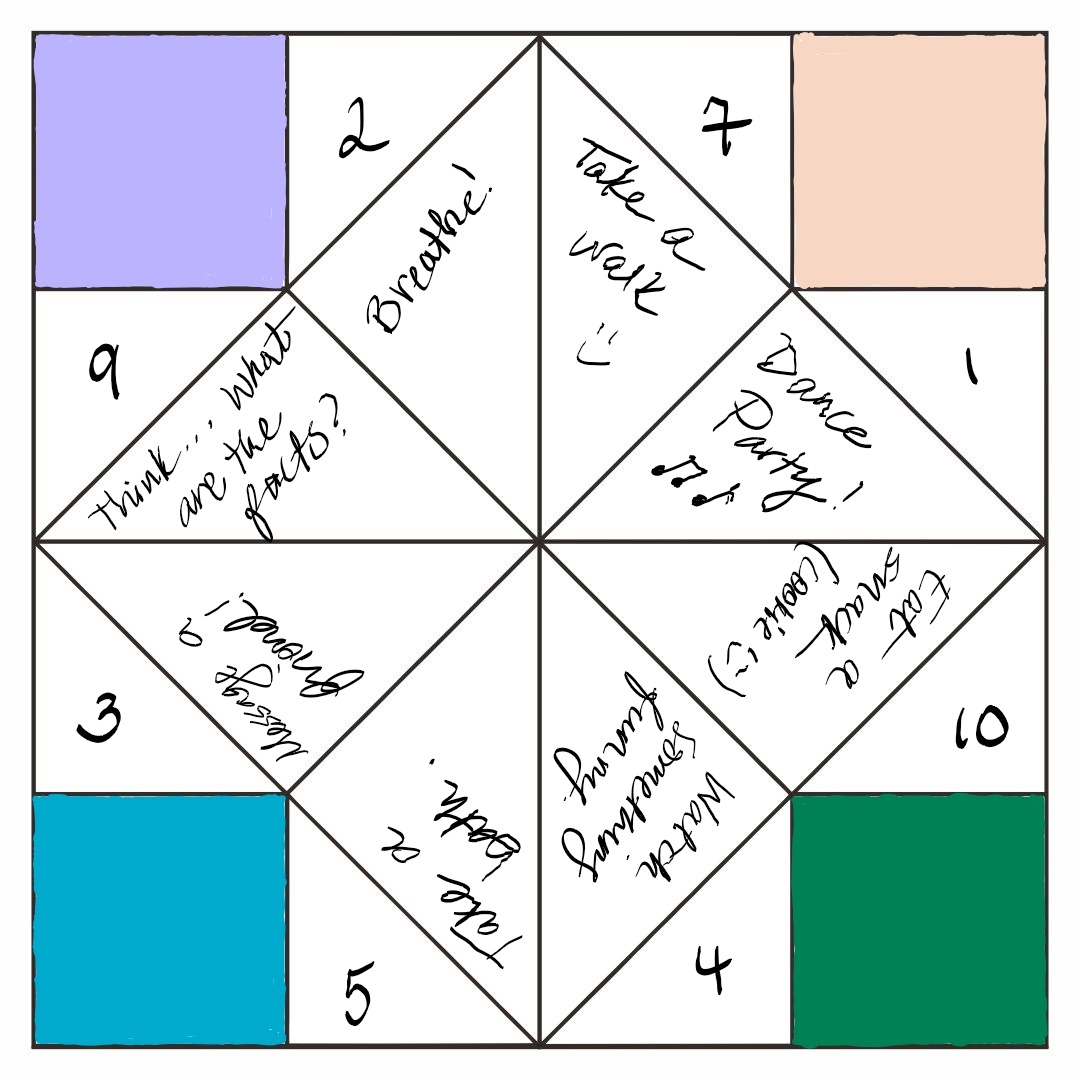 2
7
Breathe!
Take a
walk
9
Think... What
are the
facts?
Dance
Party!
1
Message
a
friend!
Eat a
snack
(cookie!)
3
10
Take a
bath.
Watch
something
funny
5
4